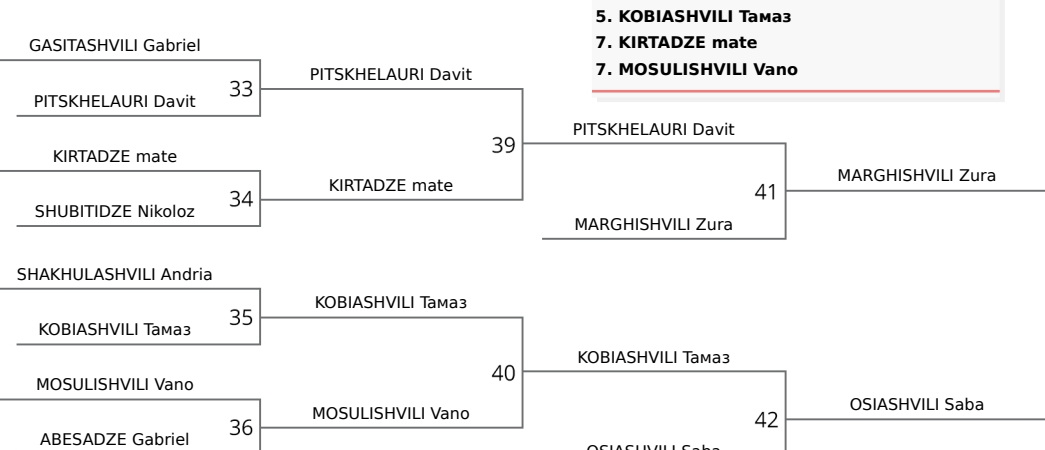 5. KOBIASHVILI Тамаз
7. KIRTADZE mate
7. MOSULISHVILI Vano
GASITASHVILI Gabriel
33
PITSKHELAURI Davit
PITSKHELAURI Davit
39
KIRTADZE mate
34
SHUBITIDZE Nikoloz
KIRTADZE mate
PITSKHELAURI Davit
41
MARGHISHVILI Zura
MARGHISHVILI Zura
SHAKHULASHVILI Andria
35
KOBIASHVILI Тамаз
KOBIASHVILI Тамаз
40
MOSULISHVILI Vano
36
ABESADZE Gabriel
MOSULISHVILI Vano
KOBIASHVILI Тамаз
42
OSIASHVILI Saba
OSIASHVILI Saba